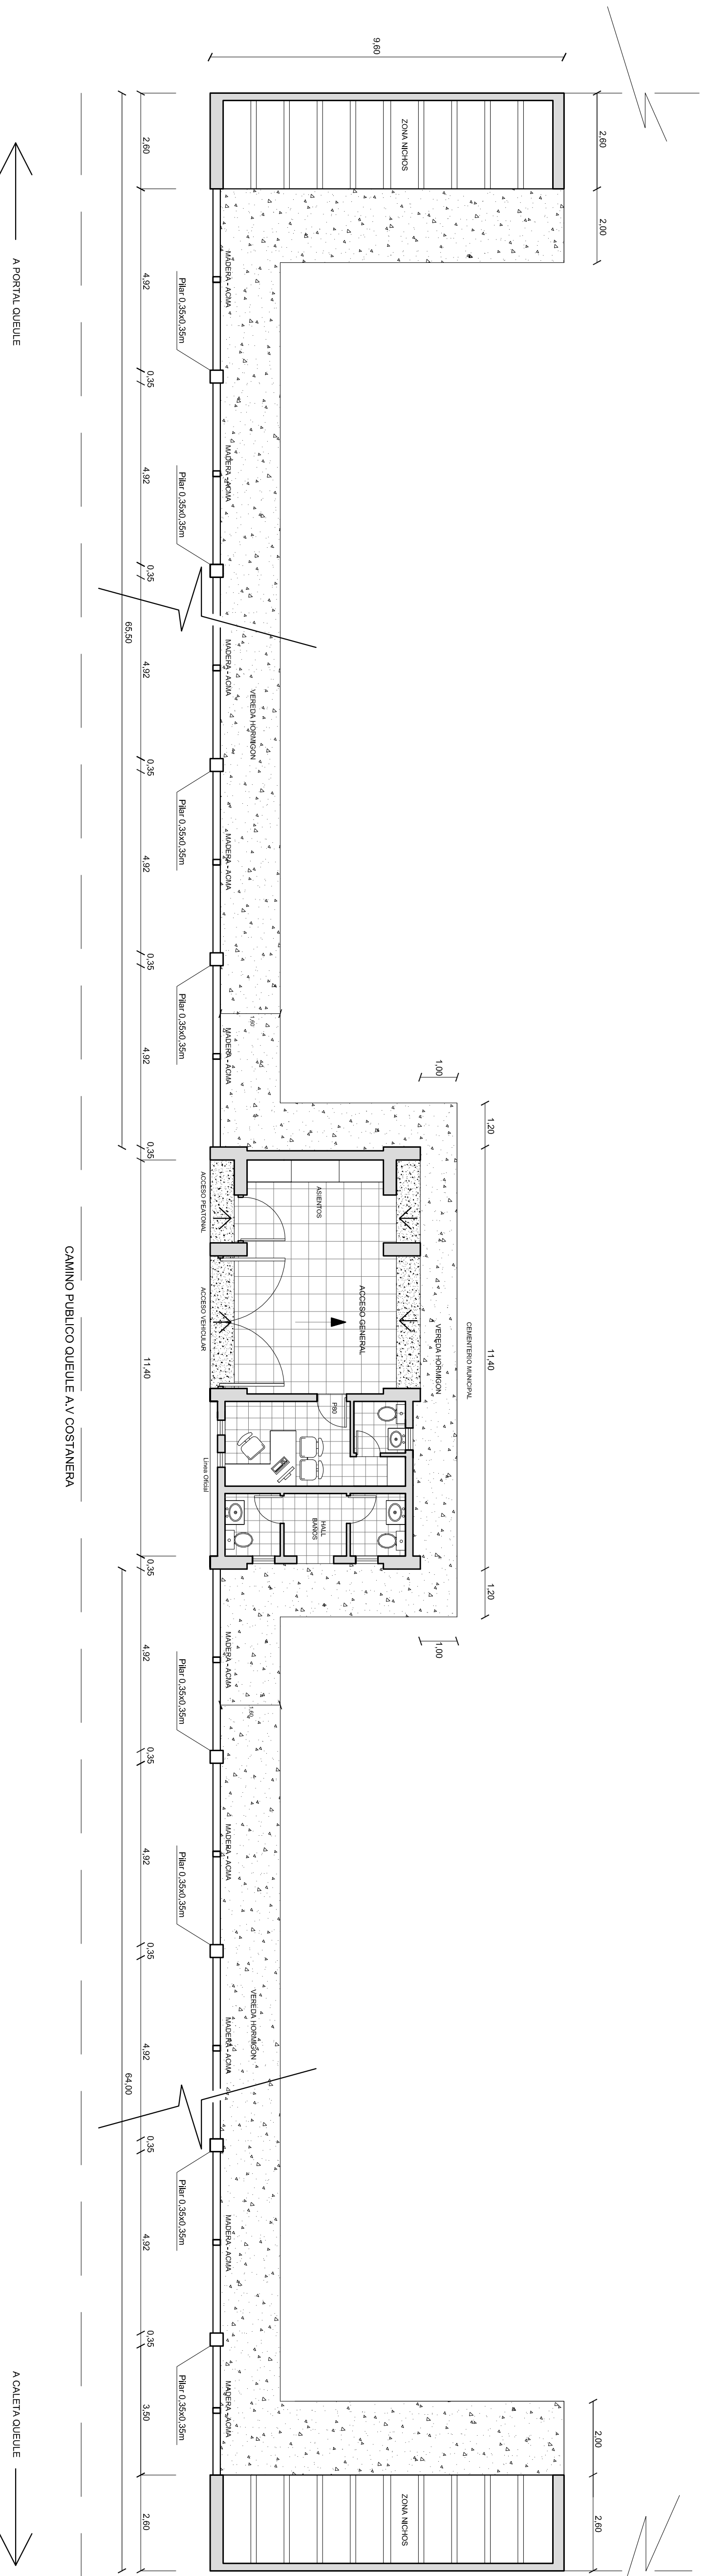 9,60
2,60
2,00
ZONA NICHOS
2,60
MADERA - ACMA
4,92
Pilar 0,35x0,35m
0,35
MADERA - ACMA
4,92
Pilar 0,35x0,35m
0,35
65,50
MADERA - ACMA
4,92
VEREDA HORMIGON
0,35
Pilar 0,35x0,35m
MADERA - ACMA
4,92
0,35
Pilar 0,35x0,35m
1,60
MADERA - ACMA
4,92
1,00
1,20
0,35
ACCESO PEATONAL
ASIENTOS
ACCESO VEHICULAR
ACCESO GENERAL
VEREDA HORMIGON
CEMENTERIO MUNICIPAL
11,40
11,40
P80
Linea Oficial
HALL
BAÑOS
0,35
1,20
1,00
MADERA - ACMA
4,92
Pilar 0,35x0,35m
1,60
0,35
MADERA - ACMA
4,92
Pilar 0,35x0,35m
0,35
VEREDA HORMIGON
MADERA - ACMA
4,92
64,00
0,35
Pilar 0,35x0,35m
MADERA - ACMA
4,92
0,35
Pilar 0,35x0,35m
MADERA - ACMA
3,50
2,00
2,60
ZONA NICHOS
2,60
A PORTAL QUEULE
CAMINO PUBLICO QUEULE A.V COSTANERA
A CALETA QUEULE